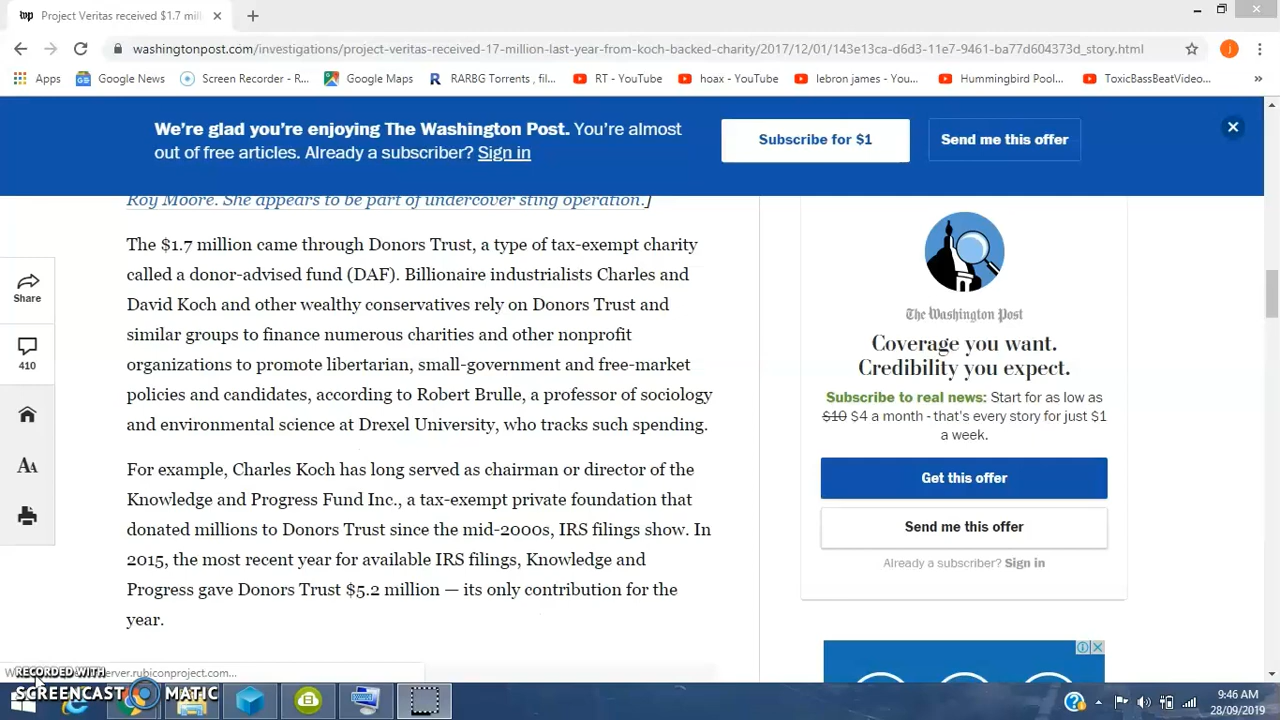 Project Veritas received $1.7 mil
washingtonpost.com/investigations/project-veritas-received-17-million-last-year-from-koch-backed-charity/2017/12/01/143e13ca-d6d3-11e7-9461-ba77d604373d_story.html
J
Apps
Google News
Screen Recorder - R...
Google Maps
RARBG Torrents , fil...
RT - YouTube
hoax - YouTube
lebron james - You...
Hummingbird Pool...
ToxicBassBeatVideo...
»
We're glad you're enjoying The Washington Post. You're almost
out of free articles. Already a subscriber? Sign in
Subscribe for $1
Send me this offer
Roy Moore. She appears to be part of undercover sting operation.]
The $1.7 million came through Donors Trust, a type of tax-exempt charity
called a donor-advised fund (DAF). Billionaire industrialists Charles and
David Koch and other wealthy conservatives rely on Donors Trust and
similar groups to finance numerous charities and other nonprofit
organizations to promote libertarian, small-government and free-market
policies and candidates, according to Robert Brulle, a professor of sociology
and environmental science at Drexel University, who tracks such spending.
For example, Charles Koch has long served as chairman or director of the
Knowledge and Progress Fund Inc., a tax-exempt private foundation that
donated millions to Donors Trust since the mid-2000s, IRS filings show. In
2015, the most recent year for available IRS filings, Knowledge and
Progress gave Donors Trust $5.2 million — its only contribution for the
year.
Share
410
AA
The Washington Post
Coverage you want.
Credibility you expect.
Subscribe to real news: Start for as low as
$10 $4 a month - that's every story for just $1
a week.
Get this offer
Send me this offer
Already a subscriber? Sign in
erver.rubiconproject.com...
RECORDED WITH
SCREENCAST MATIC
9:46 AM
28/09/2019